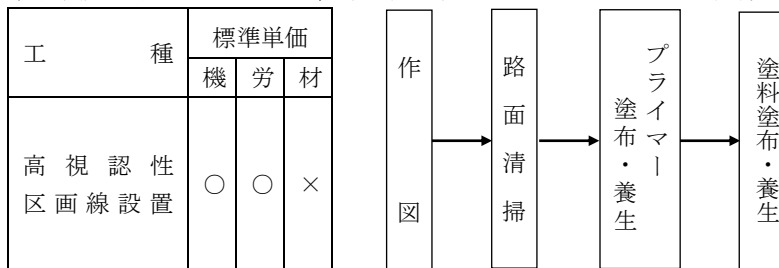 工種 標準単価
機 労 材
高視認性
区画線設置
○ ○ ×
作図
路面清掃
プライマー
塗布・養生
塗料塗布・養生